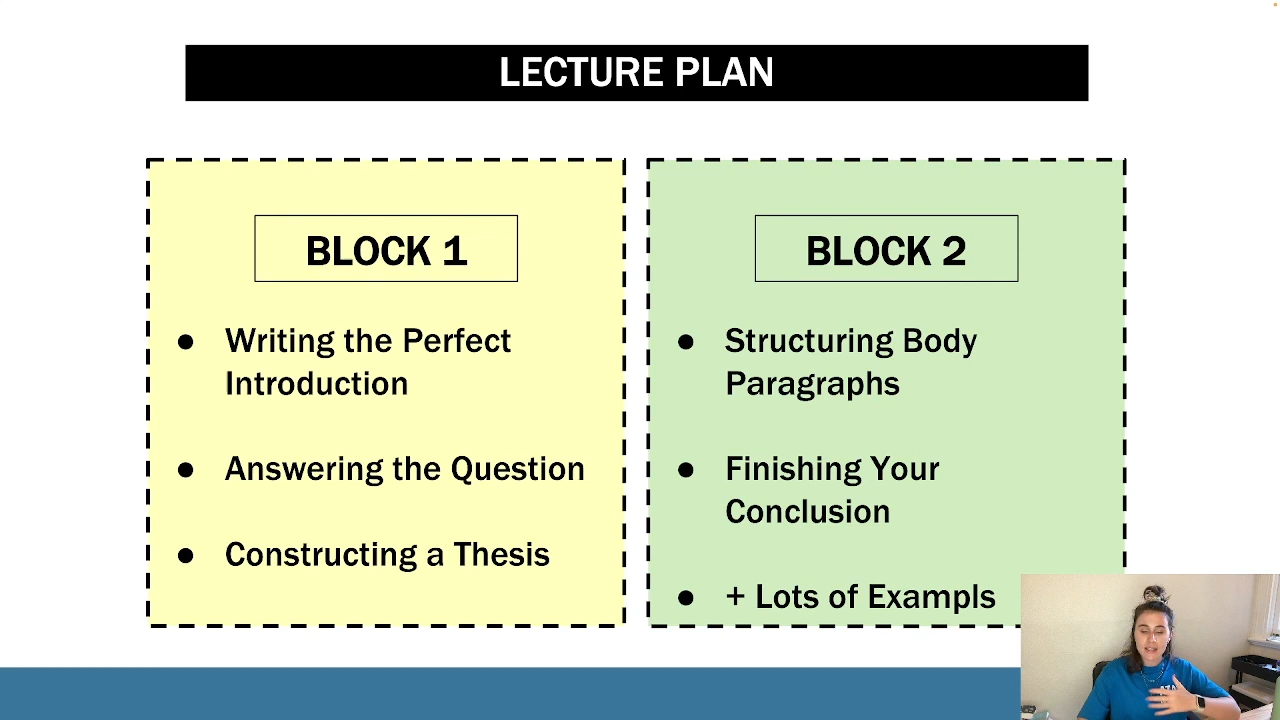 LECTURE PLAN
BLOCK 1
● Writing the Perfect
Introduction
● Answering the Question
● Constructing a Thesis
BLOCK 2
● Structuring Body
Paragraphs
● Finishing Your
Conclusion
● + Lots of Exampls